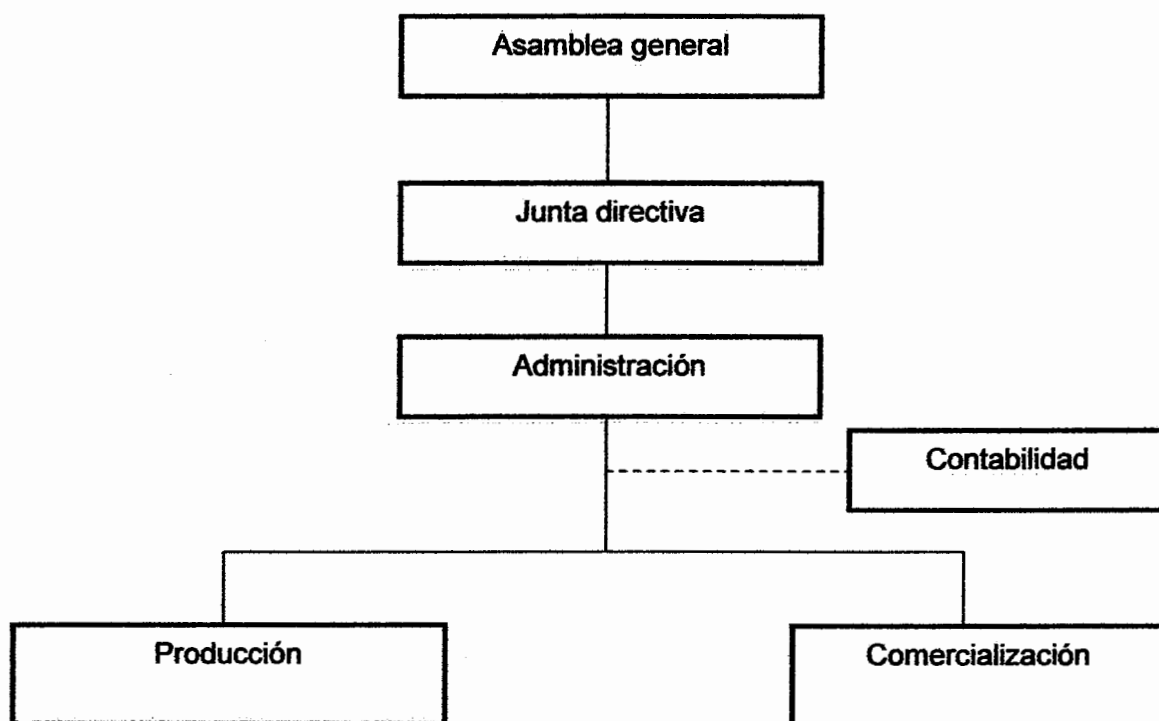 Asamblea general
Junta directiva
Administración
Contabilidad
Producción
Comercialización